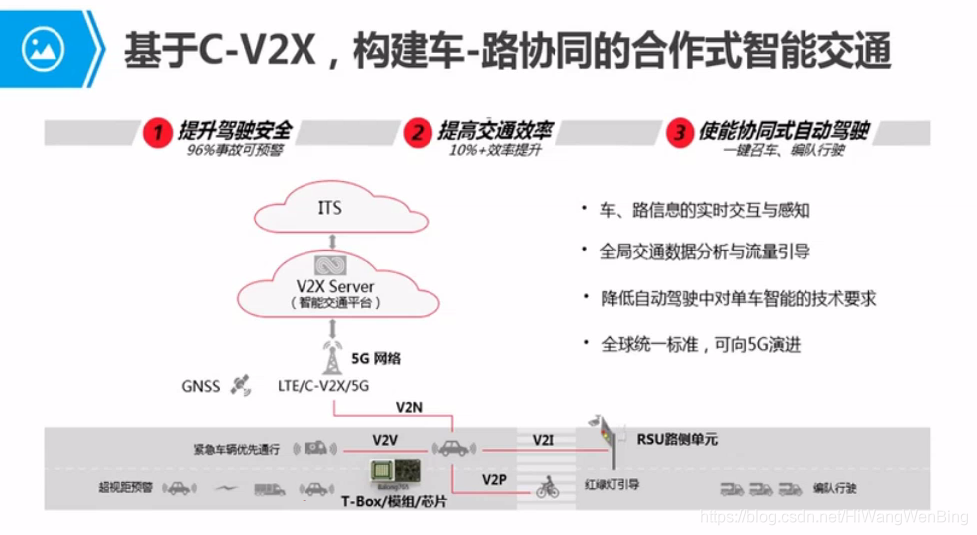 基于C-V2X，构建车-路协同的合作式智能交通
1 提升驾驶安全
96%事故可预警
2 提高交通效率
10%+效率提升
3 使能协同式自动驾驶
一键召车、编队行驶
ITS
V2X Server
（智能交通平台）
5G 网络
GNSS
LTE/C-V2X/5G
• 车、路信息的实时交互与感知
• 全局交通数据分析与流量引导
• 降低自动驾驶中对单车智能的技术要求
• 全球统一标准，可向5G演进
V2N
紧急车辆优先通行
V2V
V2I
RSU路侧单元
超视距预警
Balong765
T-Box/模组/芯片
V2P
红绿灯引导
编队行驶
https://blog.csdn.net/HiWangWenBing